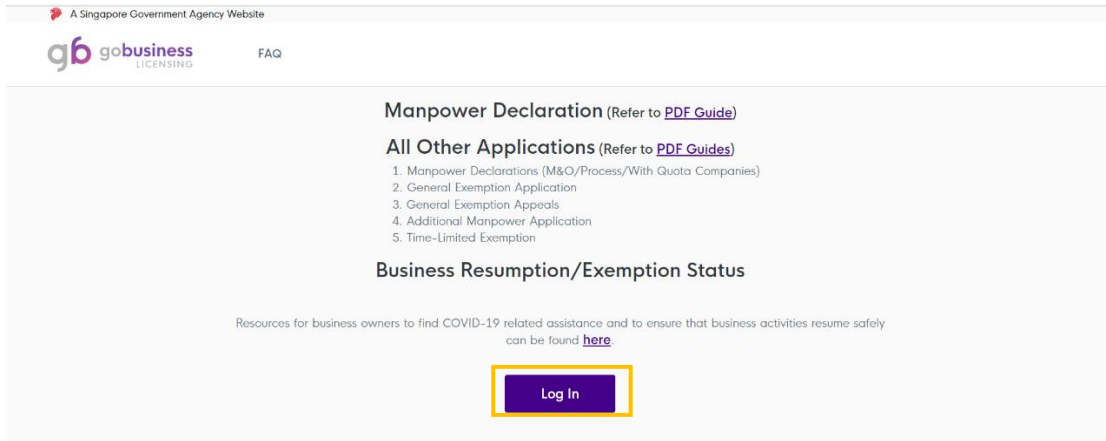 A Singapore Government Agency Website
gb gobusiness
LICENSING
FAQ
Manpower Declaration (Refer to PDF Guide)
All Other Applications (Refer to PDF Guides)
1. Manpower Declarations (M&O/Process/With Quota Companies)
2. General Exemption Application
3. General Exemption Appeals
4. Additional Manpower Application
5. Time-Limited Exemption
Business Resumption/Exemption Status
Resources for business owners to find COVID-19 related assistance and to ensure that business activities resume safely
can be found here.
Log In